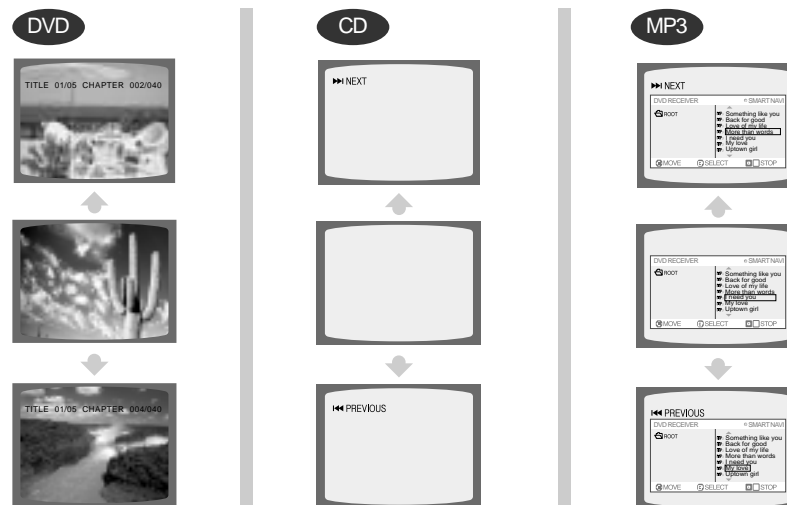 DVD
TITLE 01/05 CHAPTER 002/040
TITLE 01/05 CHAPTER 004/040
CD
NEXT
PREVIOUS
MP3
NEXT
DVD RECEIVER SMART NAVI
ROOT
Something like you
Back for good
Love of my life
More than words
I need you
My love
Uptown girl
MOVE SELECT STOP
DVD RECEIVER SMART NAVI
ROOT
Something like you
Back for good
Love of my life
More than words
I need you
My love
Uptown girl
MOVE SELECT STOP
PREVIOUS
DVD RECEIVER SMART NAVI
ROOT
Something like you
Back for good
Love of my life
More than words
I need you
My love
Uptown girl
MOVE SELECT STOP